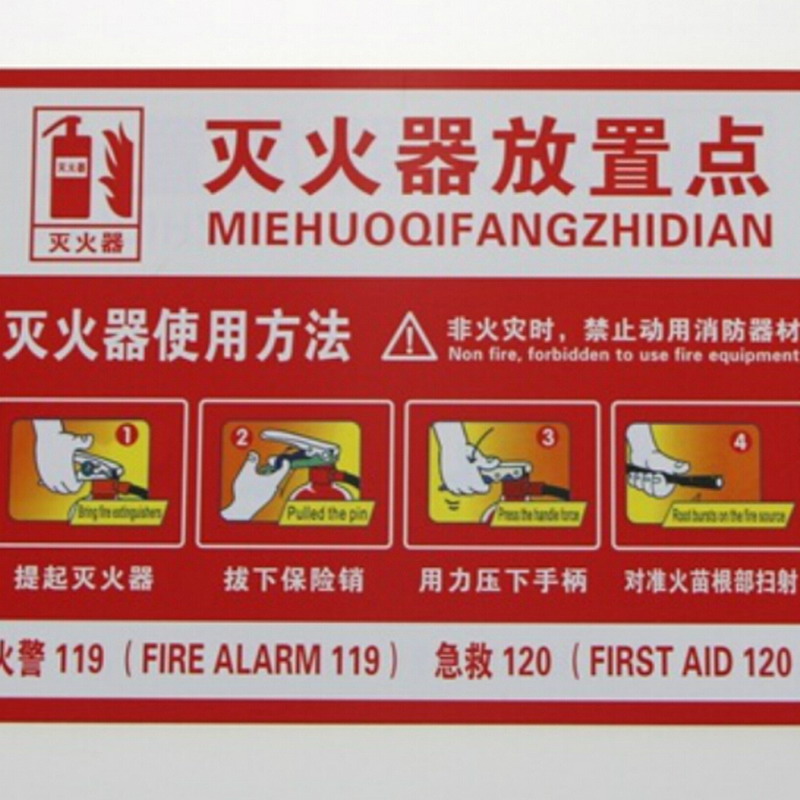 灭火器
灭火器
灭火器放置点
MIEHUOQIFANGZHIDIAN
灭火器使用方法
非火灾时，禁止动用消防器材
Non fire, forbidden to use fire equipment
1
Bring fire extinguishers
2
Pulled the pin
3
Press the handle force
4
Root bursts on the fire source
提起灭火器
拔下保险销
用力压下手柄
对准火苗根部扫射
火警 119（FIRE ALARM 119） 急救 120（FIRST AID 120